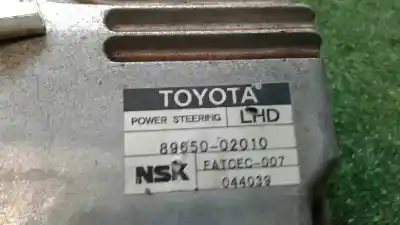 TOYOTA
POWER STEERING LHD
89650-02010
NSK EATCEC-007
044039